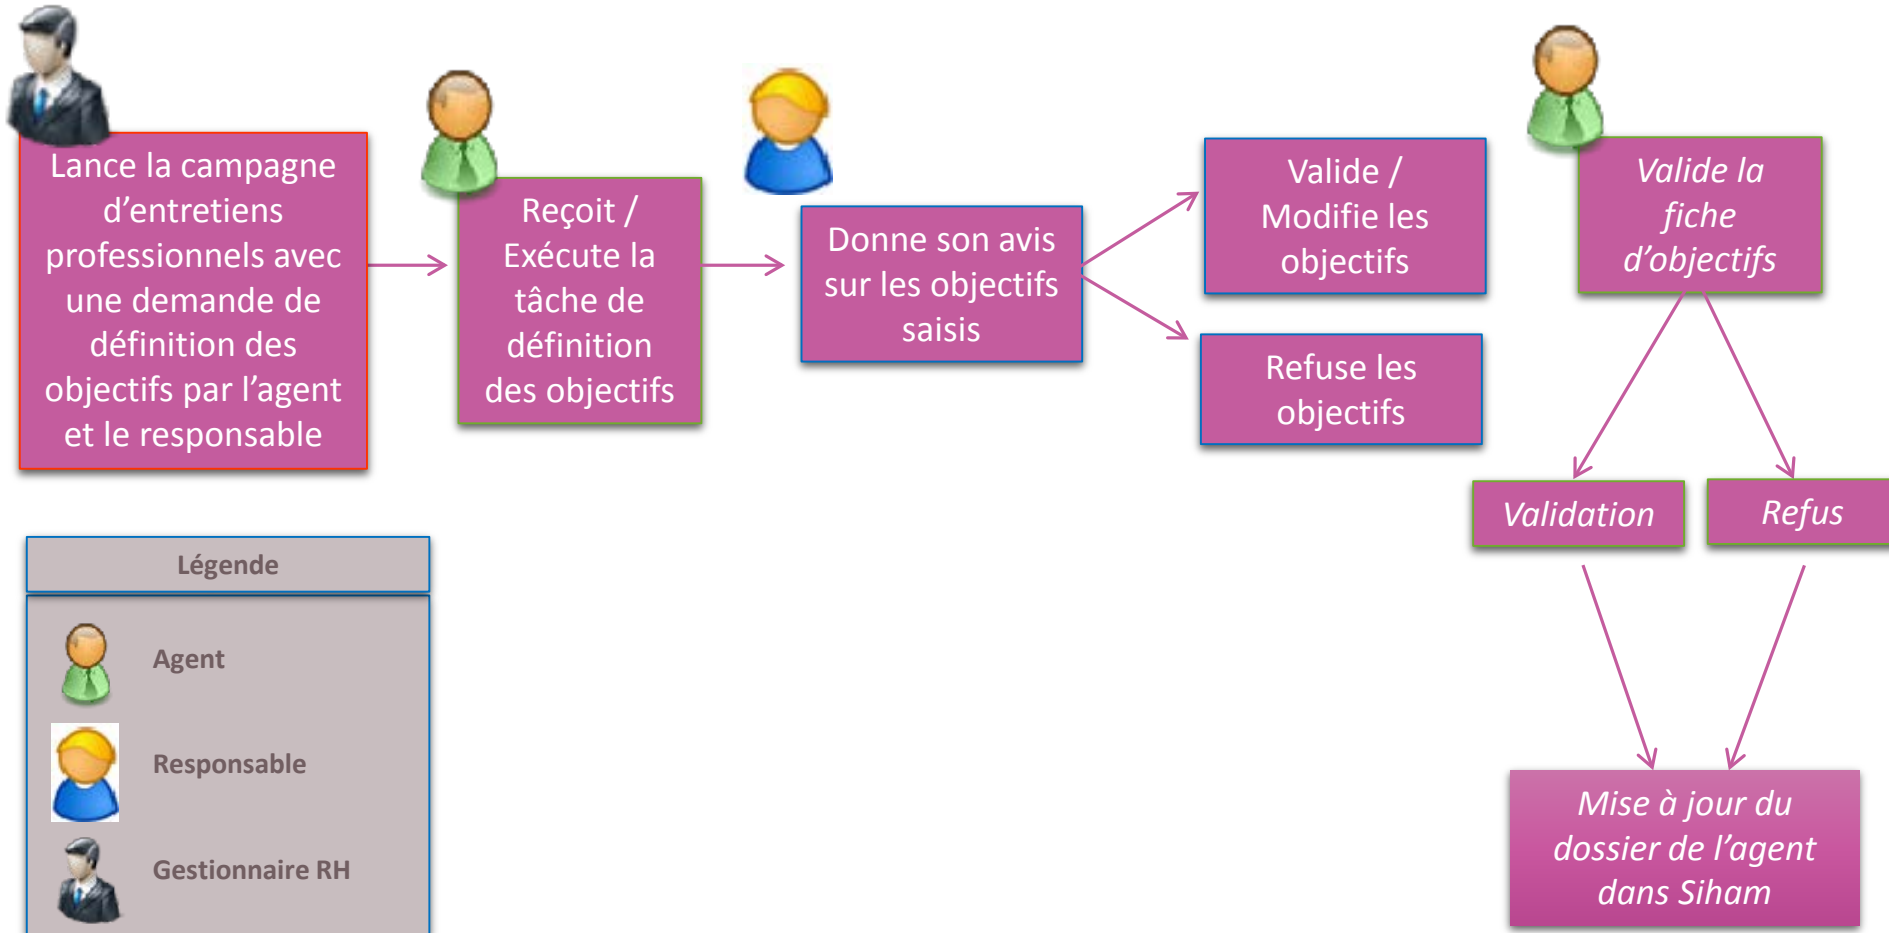 Lance la campagne
d’entretiens
professionnels avec
une demande de
définition des
objectifs par l’agent
et le responsable
Reçoit /
Exécute la
tâche de
définition
des objectifs
Donne son avis
sur les objectifs
saisis
Valide /
Modifie les
objectifs
Refuse les
objectifs
Valide la
fiche
d’objectifs
Validation
Refus
Mise à jour du
dossier de l’agent
dans Siham
Légende
Agent
Responsable
Gestionnaire RH